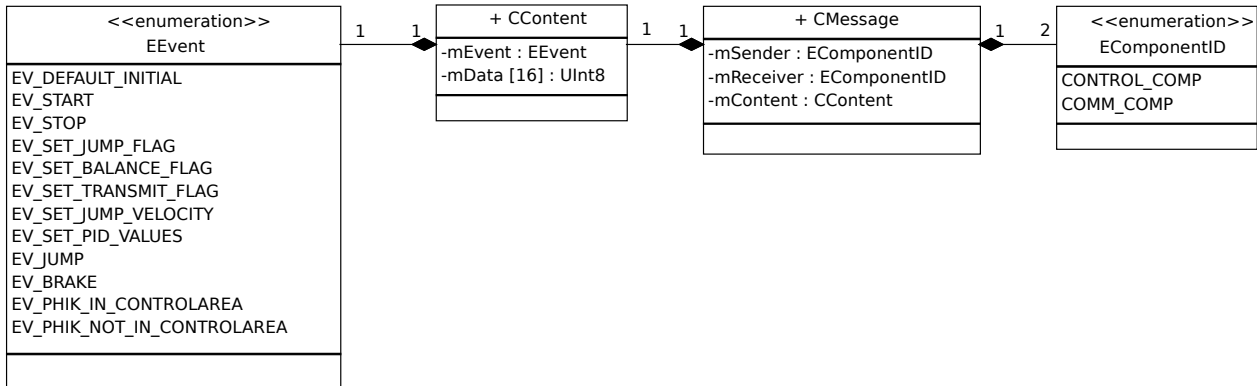 <<enumeration>>
EEvent
EV_DEFAULT_INITIAL
EV_START
EV_STOP
EV_SET_JUMP_FLAG
EV_SET_BALANCE_FLAG
EV_SET_TRANSMIT_FLAG
EV_SET_JUMP_VELOCITY
EV_SET_PID_VALUES
EV_JUMP
EV_BRAKE
EV_PHIK_IN_CONTROLAREA
EV_PHIK_NOT_IN_CONTROLAREA
1 1
+ CContent
-mEvent : EEvent
-mData [16] : UInt8
1 1
+ CMessage
-mSender : EComponentID
-mReceiver : EComponentID
-mContent : CContent
1 2
<<enumeration>>
EComponentID
CONTROL_COMP
COMM_COMP